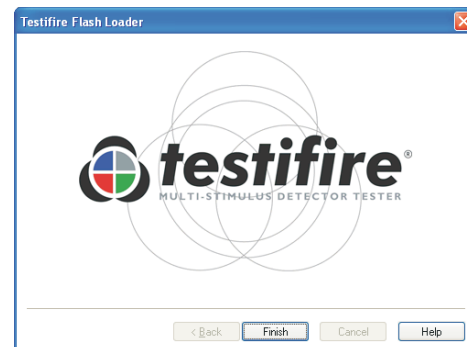 Testifire Flash Loader
testifire®
MULTI-STIMULUS DETECTOR TESTER
< Back Finish Cancel Help